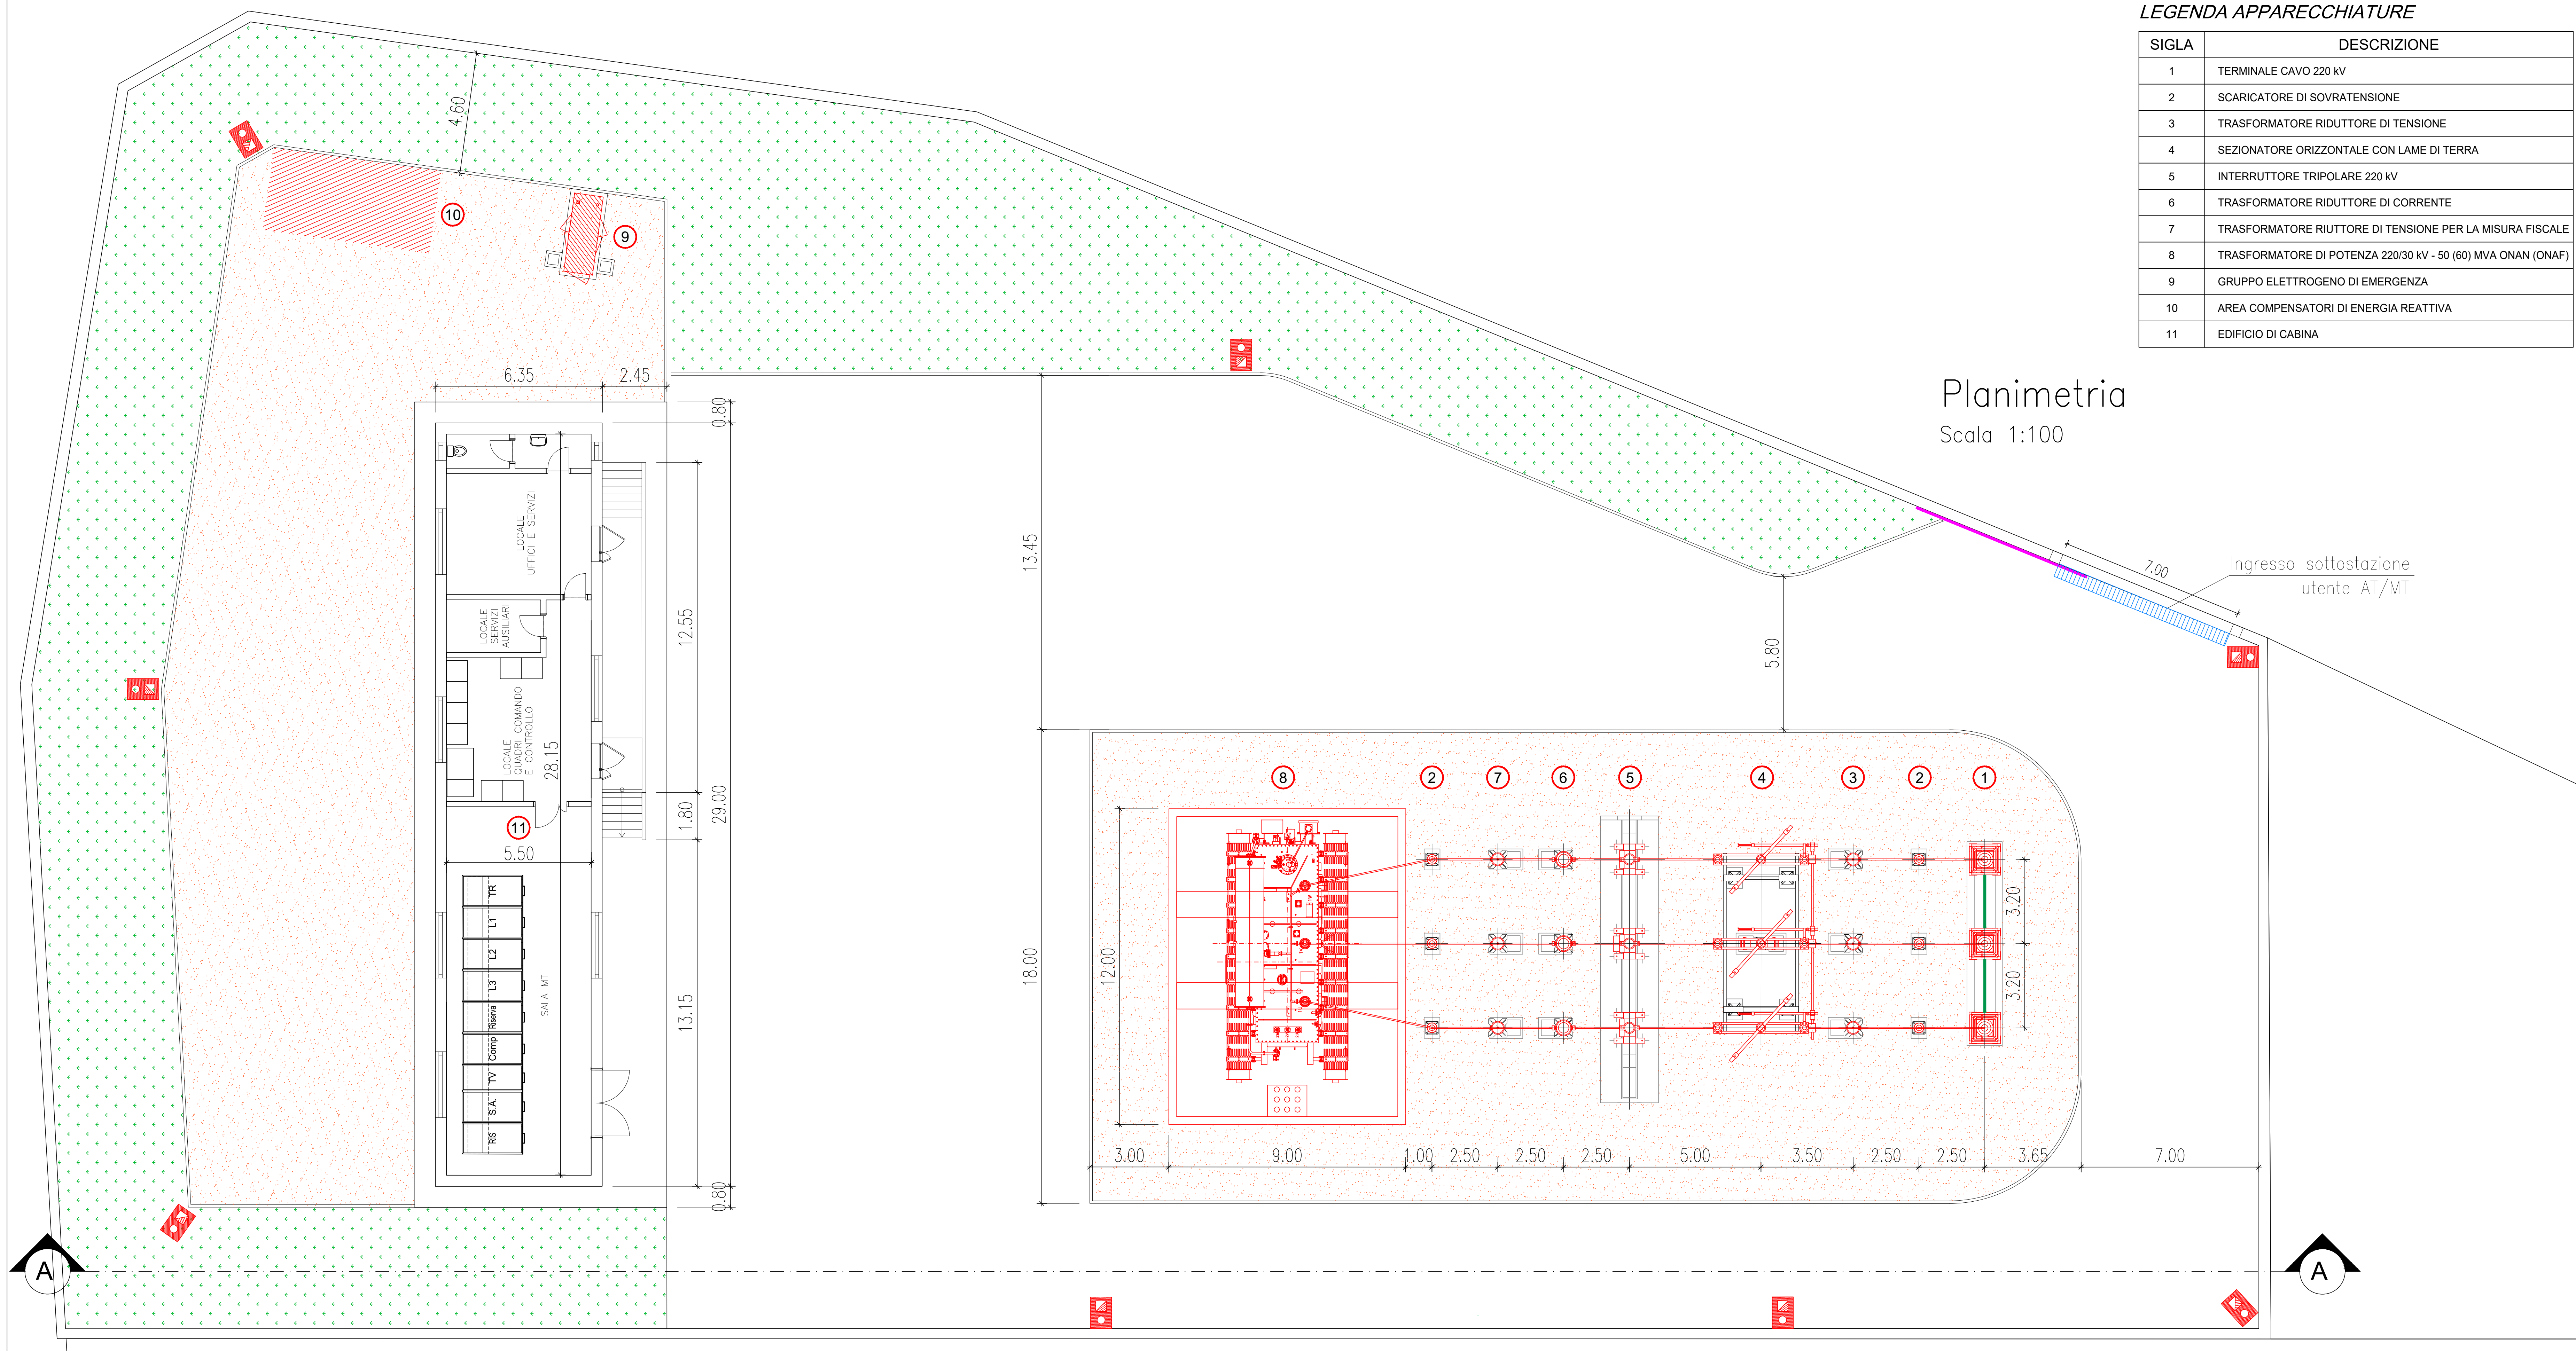 LEGENDA APPARECCHIATURE
SIGLA DESCRIZIONE
1 TERMINALE CAVO 220 kV
2 SCARICATORE DI SOVRATENSIONE
3 TRASFORMATORE RIDUTTORE DI TENSIONE
4 SEZIONATORE ORIZZONTALE CON LAME DI TERRA
5 INTERRUTTORE TRIPOLARE 220 kV
6 TRASFORMATORE RIDUTTORE DI CORRENTE
7 TRASFORMATORE RIUTTORE DI TENSIONE PER LA MISURA FISCALE
8 TRASFORMATORE DI POTENZA 220/30 kV - 50 (60) MVA ONAN (ONAF)
9 GRUPPO ELETTROGENO DI EMERGENZA
10 AREA COMPENSATORI DI ENERGIA REATTIVA
11 EDIFICIO DI CABINA
Planimetria
Scala 1:100
4.60
10
9
6.35
2.45
0.80
LOCALE
UFFICI E SERVIZI
LOCALE
SERVIZI
AUSILIARI
LOCALE
QUADRI COMANDO
E CONTROLLO
28.15
12.55
1.80
29.00
11
5.50
TR
L1
L2
L3
Riserva
Comp
TV
S.A.
RIS
SALA MT
13.15
0.80
13.45
5.80
7.00
Ingresso sottostazione
utente AT/MT
8
2
7
6
5
4
3
2
1
18.00
12.00
3.20
3.20
3.00
9.00
1.00
2.50
2.50
2.50
5.00
3.50
2.50
2.50
3.65
7.00
A
A